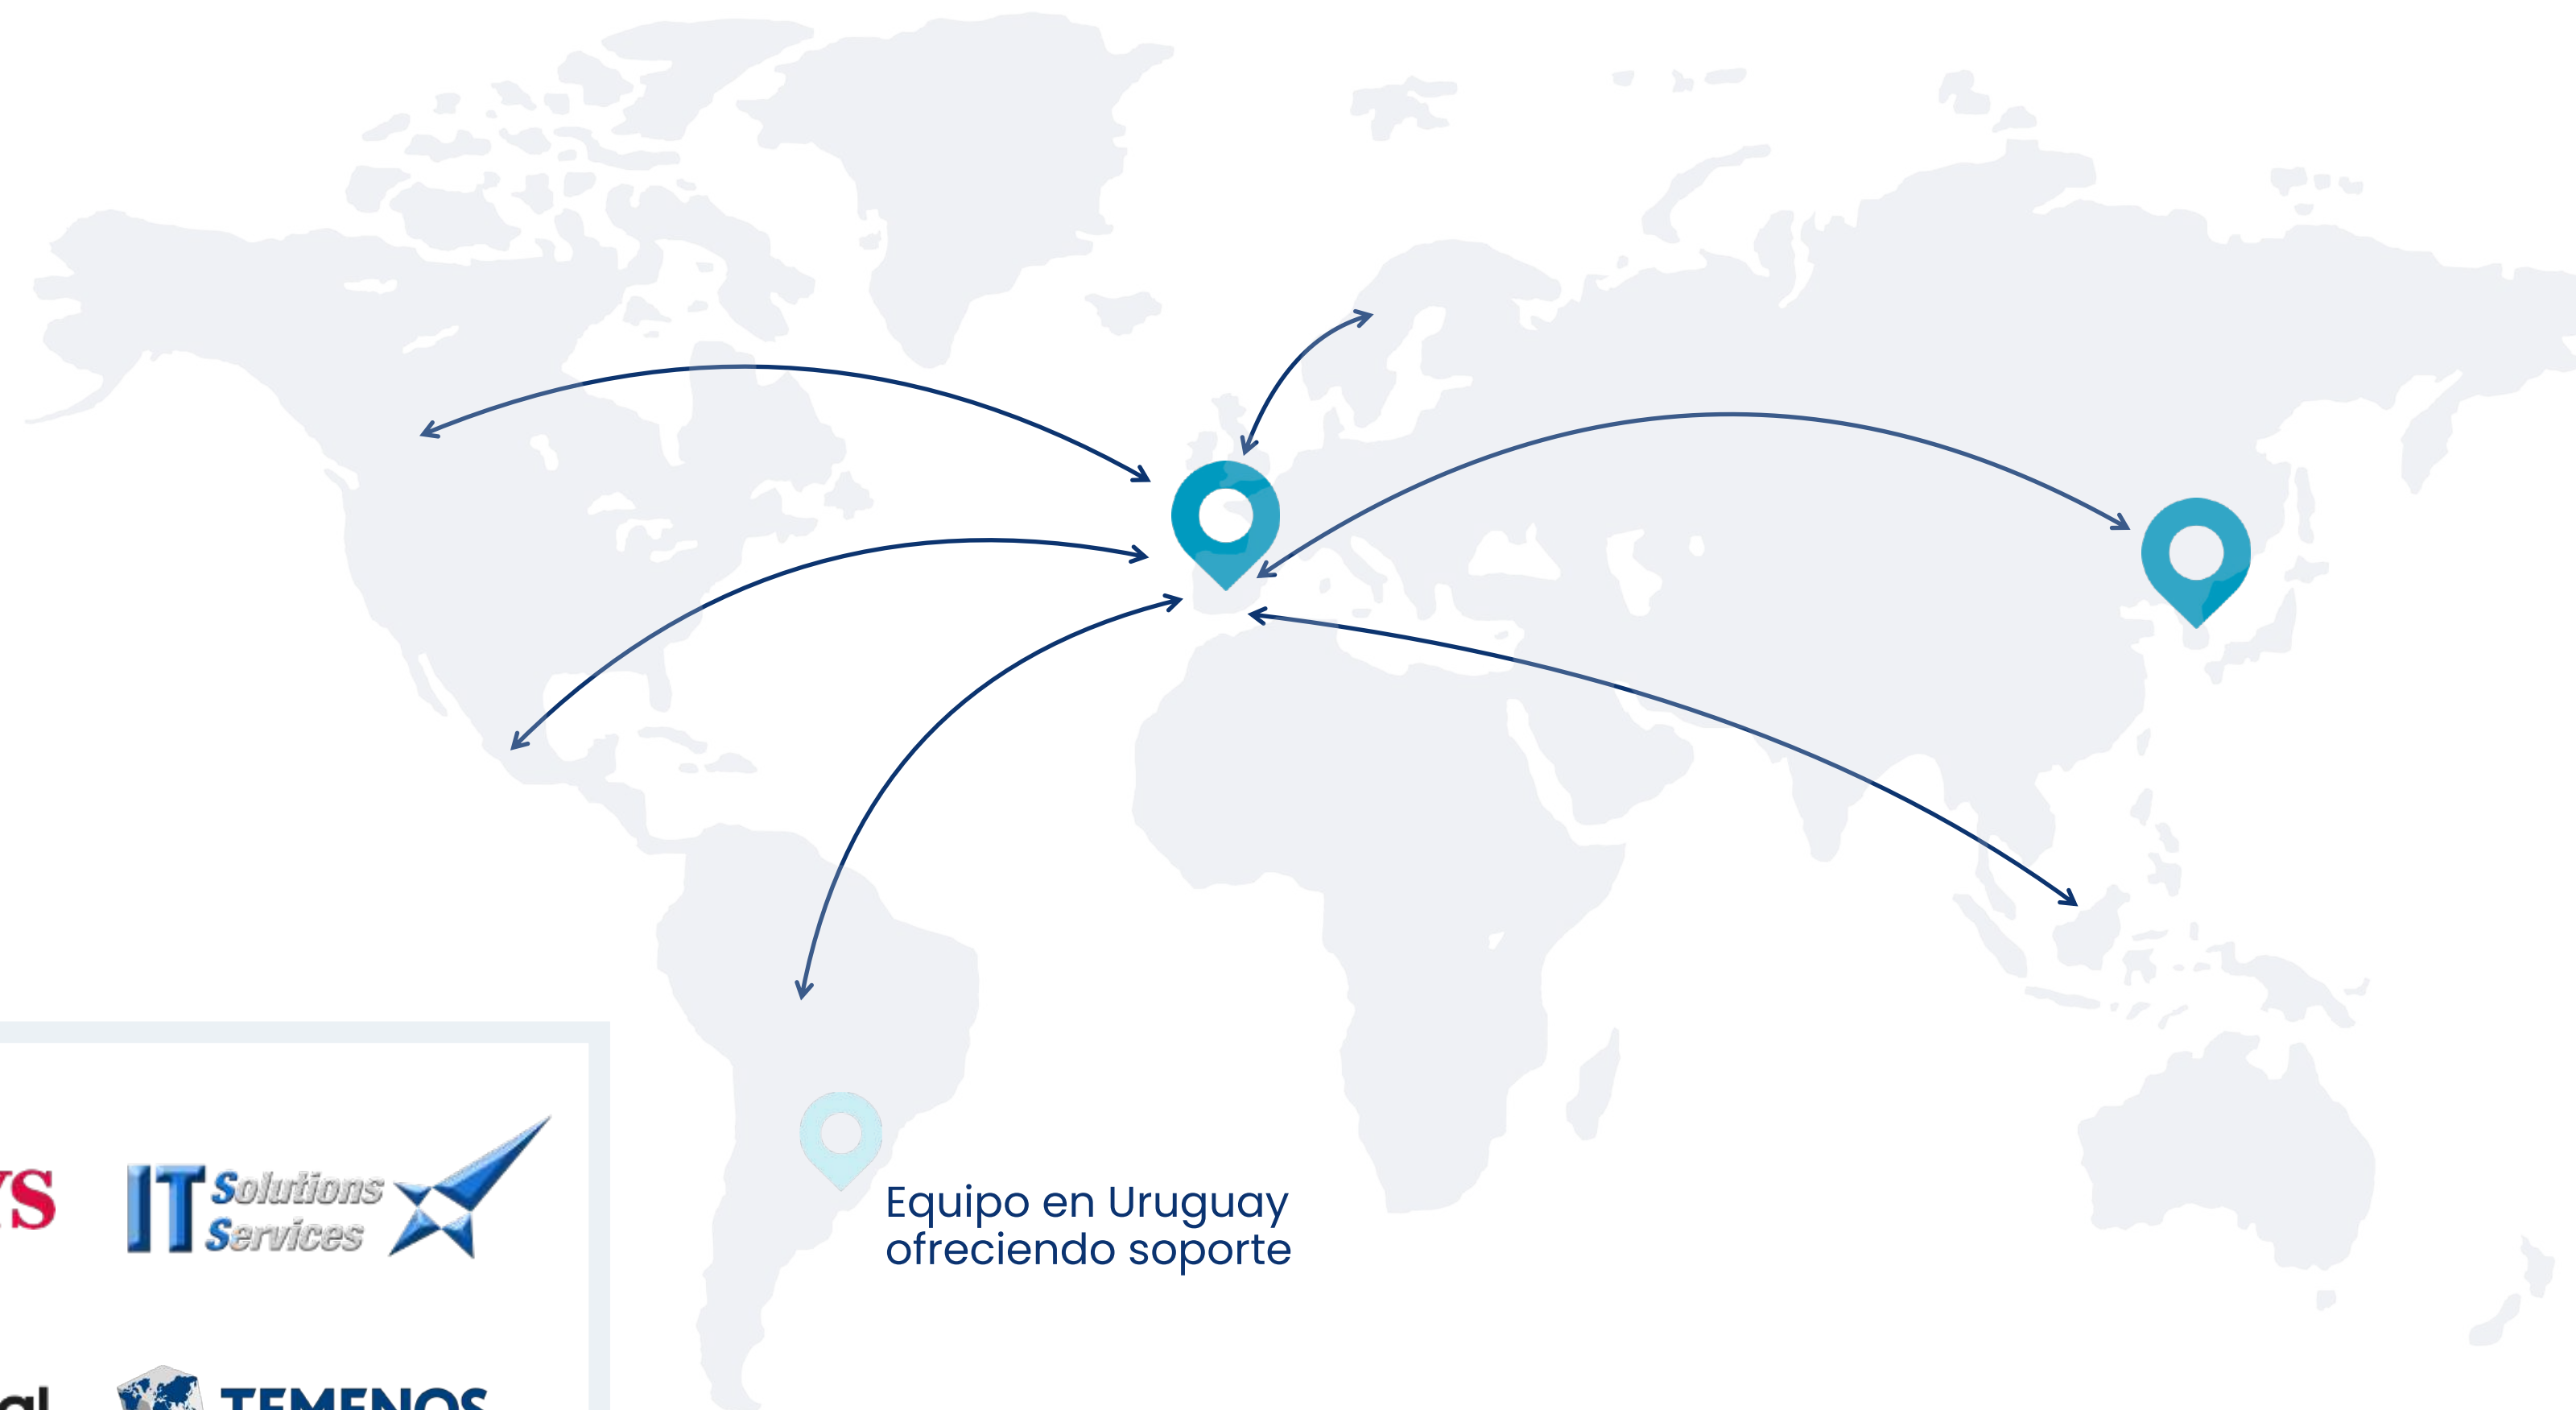 Equipo en Uruguay
ofreciendo soporte
IT Solutions
Services
TEMENOS